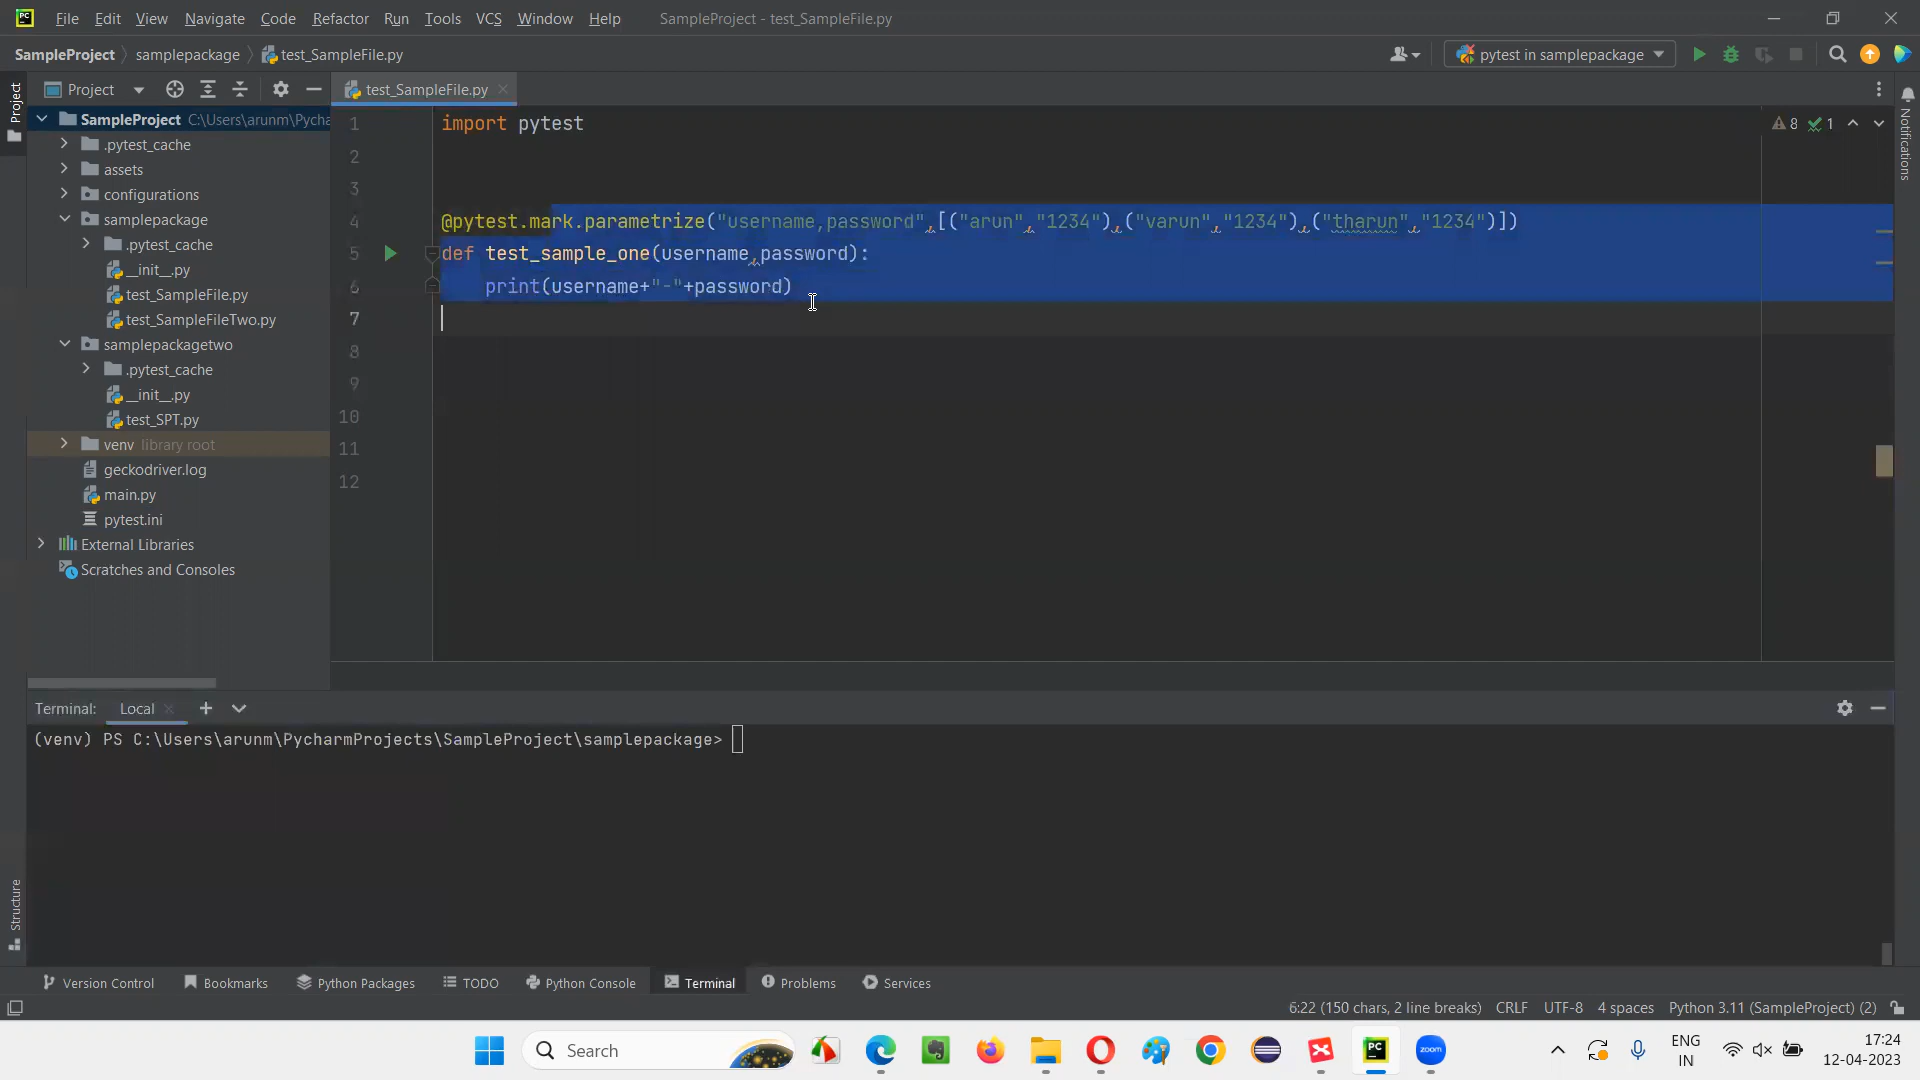 File Edit View Navigate Code Refactor Run Tools VCS Window Help SampleProject - test_SampleFile.py
SampleProject samplepackage test_SampleFile.py pytest in samplepackage
Project test_SampleFile.py
Project
Notifications
Structure
SampleProject C:\Users\arunm\Pycha
.pytest_cache
assets
configurations
samplepackage
.pytest_cache
__init__.py
test_SampleFile.py
test_SampleFileTwo.py
samplepackagetwo
.pytest_cache
__init__.py
test_SPT.py
venv library root
geckodriver.log
main.py
pytest.ini
External Libraries
Scratches and Consoles
1 import pytest 8 1
2
3
4 @pytest.mark.parametrize("username,password",[("arun","1234"),("varun","1234"),("tharun","1234")])
5 def test_sample_one(username,password):
6 print(username+"-"+password)
7
8
9
10
11
12
Terminal: Local
(venv) PS C:\Users\arunm\PycharmProjects\SampleProject\samplepackage>
Version Control Bookmarks Python Packages TODO Python Console Terminal Problems Services
6:22 (150 chars, 2 line breaks) CRLF UTF-8 4 spaces Python 3.11 (SampleProject) (2)
Search PC zoom ENG IN 17:24
12-04-2023